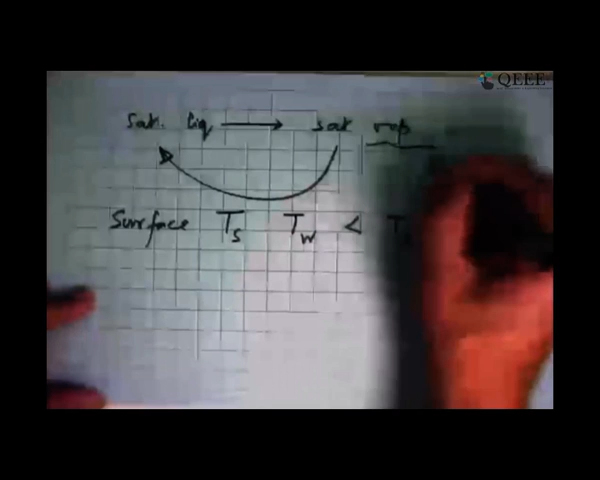 QEEE
Sat. liq → sat vap
Surface Ts Tw <